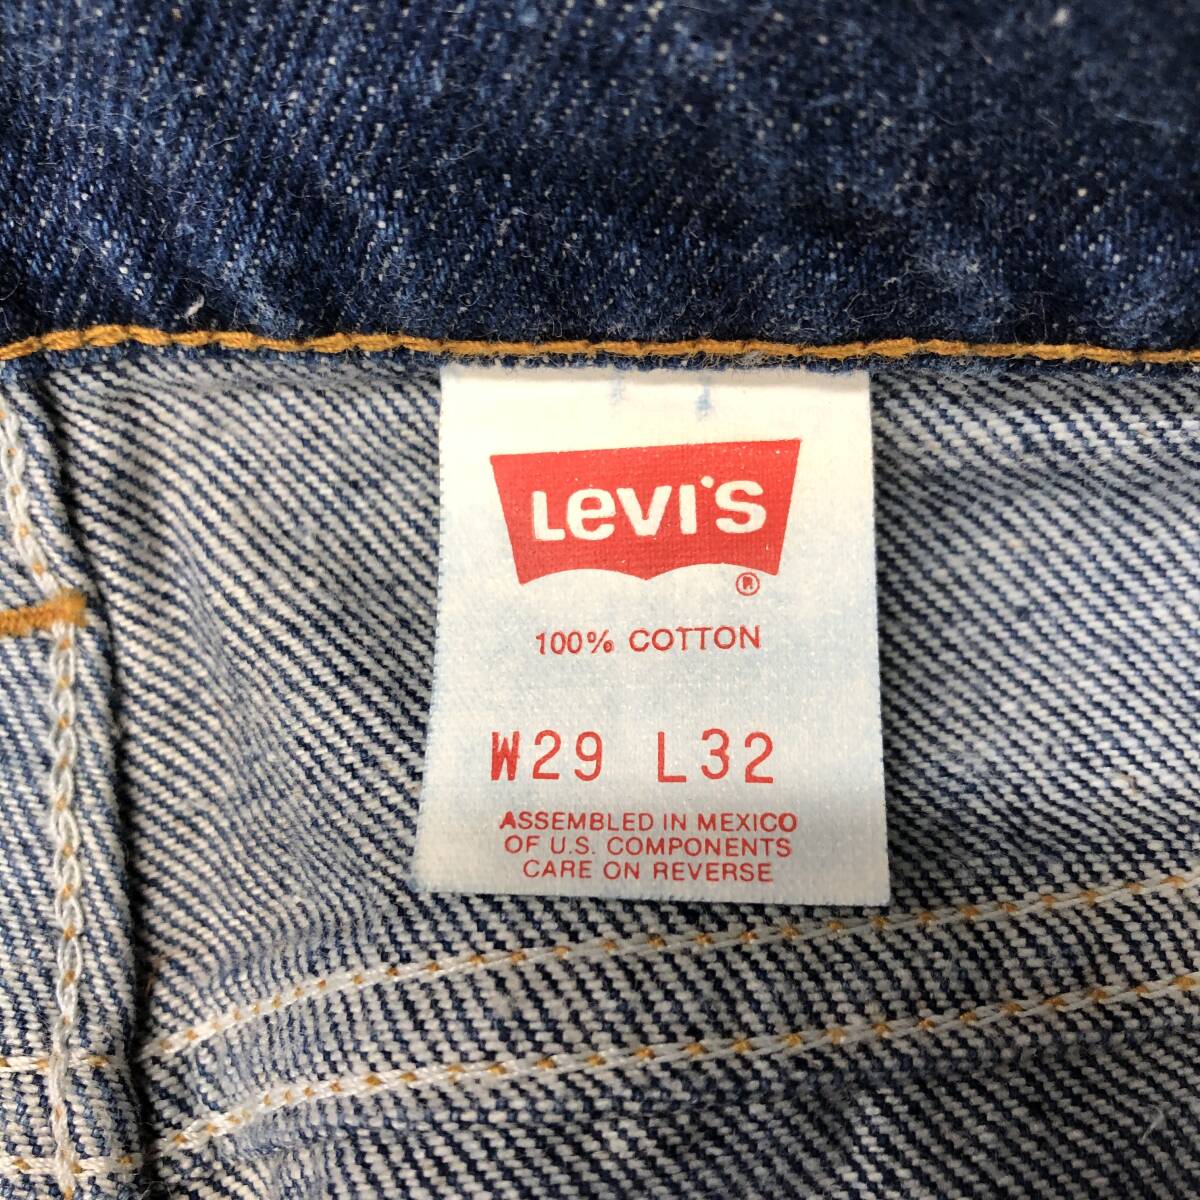 Levi's
®
100% COTTON
W29 L32
ASSEMBLED IN MEXICO
OF U.S. COMPONENTS
CARE ON REVERSE